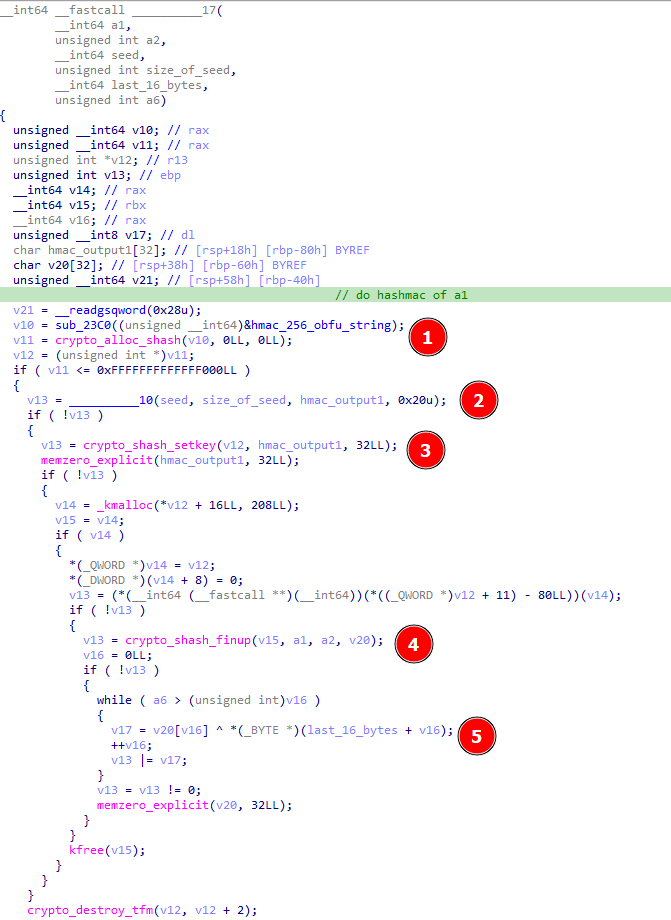 __int64 __fastcall __________17(
__int64 a1,
unsigned int a2,
__int64 seed,
unsigned int size_of_seed,
__int64 last_16_bytes,
unsigned int a6)
{
unsigned __int64 v10; // rax
unsigned __int64 v11; // rax
unsigned int *v12; // r13
unsigned int v13; // ebp
__int64 v14; // rax
__int64 v15; // rbx
__int64 v16; // rax
unsigned __int8 v17; // dl
char hmac_output1[32]; // [rsp+18h] [rbp-80h] BYREF
char v20[32]; // [rsp+38h] [rbp-60h] BYREF
unsigned __int64 v21; // [rsp+58h] [rbp-40h]
// do hashmac of a1
v21 = __readgsqword(0x28u);
v10 = sub_23C0((unsigned __int64)&hmac_256_obfu_string);
v11 = crypto_alloc_shash(v10, 0LL, 0LL);
1
v12 = (unsigned int *)v11;
if ( v11 <= 0xFFFFFFFFFFFFF000LL )
{
v13 = __________10(seed, size_of_seed, hmac_output1, 0x20u);
2
if ( !v13 )
{
v13 = crypto_shash_setkey(v12, hmac_output1, 32LL);
3
memzero_explicit(hmac_output1, 32LL);
if ( !v13 )
{
v14 = _kmalloc(*v12 + 16LL, 208LL);
v15 = v14;
if ( v14 )
{
*(_QWORD *)v14 = v12;
*(_DWORD *)(v14 + 8) = 0;
v13 = (*(__int64 (__fastcall **)(__int64))(*((_QWORD *)v12 + 11) - 80LL))(v14);
if ( !v13 )
{
v13 = crypto_shash_finup(v15, a1, a2, v20);
4
v16 = 0LL;
if ( !v13 )
{
while ( a6 > (unsigned int)v16 )
{
v17 = v20[v16] ^ *(_BYTE *)(last_16_bytes + v16);
5
++v16;
v13 |= v17;
}
v13 = v13 != 0;
memzero_explicit(v20, 32LL);
}
}
kfree(v15);
}
}
}
crypto_destroy_tfm(v12, v12 + 2);